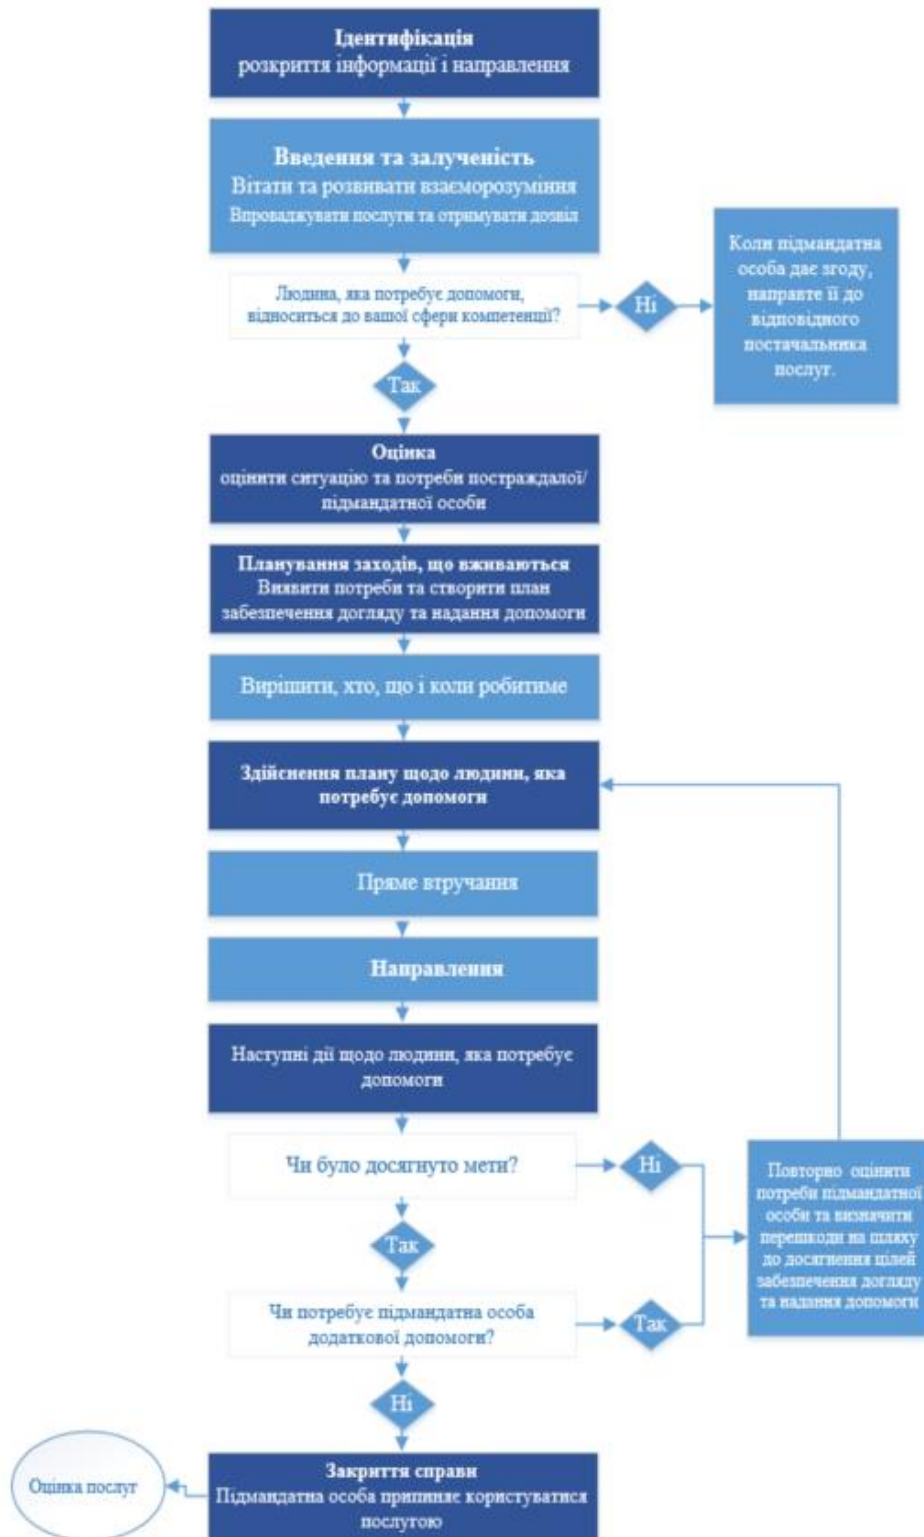 Ідентифікація
розкриття інформації і направлення
Введення та залученість
Вітати та розвивати взаєморозуміння
Впроваджувати послуги та отримувати дозвіл
Людина, яка потребує допомоги,
відноситься до вашої сфери компетенції?
Ні
Коли підмандатна
особа дає згоду,
направте її до
відповідного
постачальника
послуг.
Так
Оцінка
оцінити ситуацію та потреби постраждалої/
підмандатної особи
Планування заходів, що вживаються
Виявити потреби та створити план
забезпечення догляду та надання допомоги
Вирішити, хто, що і коли робитиме
Здійснення плану щодо людини, яка
потребує допомоги
Пряме втручання
Направлення
Наступні дії щодо людини, яка потребує
допомоги
Чи було досягнуто мети?
Ні
Повторно оцінити
потреби підмандатної
особи та визначити
перешкоди на шляху
до досягнення цілей
забезпечення догляду
та надання допомоги
Так
Чи потребує підмандатна особа
додаткової допомоги?
Так
Ні
Закриття справи
Підмандатна особа припиняє користуватися
послугою
Оцінка послуг